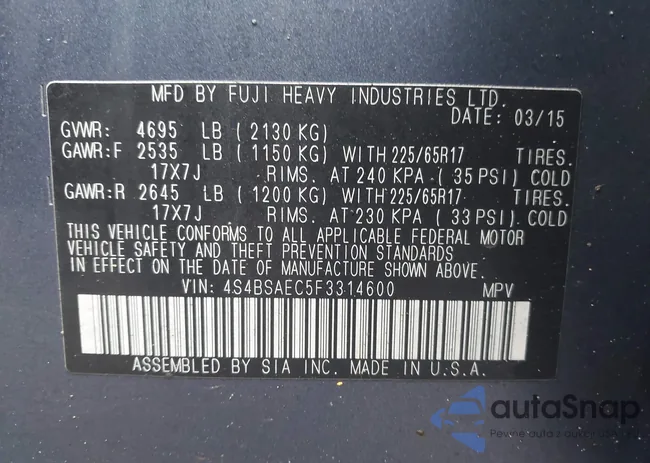 MFD BY FUJI HEAVY INDUSTRIES LTD.
DATE: 03/15
GVWR: 4695 LB ( 2130 KG)
GAWR:F 2535 LB ( 1150 KG) WITH 225/65R17 TIRES.
17X7J RIMS. AT 240 KPA ( 35 PSI) COLD
GAWR:R 2645 LB ( 1200 KG) WITH 225/65R17 TIRES.
17X7J RIMS. AT 230 KPA ( 33 PSI) COLD
THIS VEHICLE CONFORMS TO ALL APPLICABLE FEDERAL MOTOR
VEHICLE SAFETY AND THEFT PREVENTION STANDARDS
IN EFFECT ON THE DATE OF MANUFACTURE SHOWN ABOVE.
VIN: 4S4BSAEC5F3314600 MPV
ASSEMBLED BY SIA INC. MADE IN U.S.A.
autoSnap
Pewne auta z